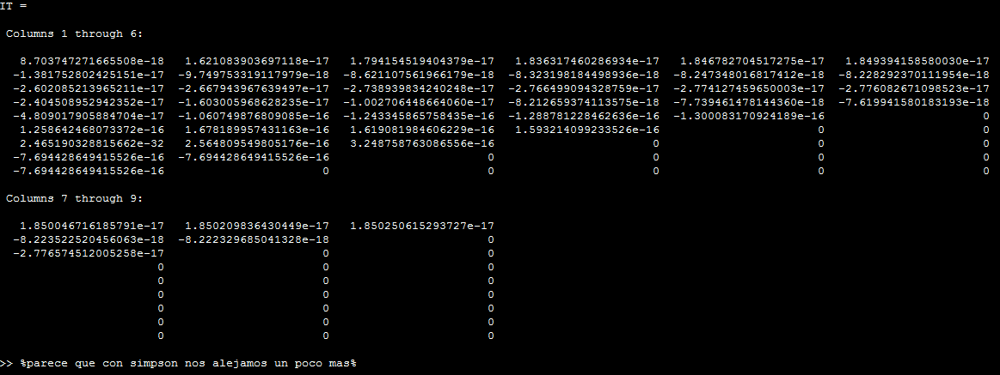 IT =
Columns 1 through 6:
8.703747271665508e-18 1.621083903697118e-17 1.794154519404379e-17 1.836317460286934e-17 1.846782704517275e-17 1.849394158580030e-17
-1.381752802425151e-17 -9.749753319117979e-18 -8.621107561966179e-18 -8.323198184498936e-18 -8.247348016817412e-18 -8.228292370111954e-18
-2.602085213965211e-17 -2.667943967639497e-17 -2.738939834240248e-17 -2.766499094328759e-17 -2.774127459650003e-17 -2.776082671098523e-17
-2.404508952942352e-17 -1.603005968628235e-17 -1.002706448664060e-17 -8.212659374113575e-18 -7.739461478144360e-18 -7.619941580183193e-18
-4.809017905884704e-17 -1.060749876809085e-16 -1.243345865758435e-16 -1.288781228462636e-16 -1.300083170924189e-16 0
1.258642468073372e-16 1.678189957431163e-16 1.619081984606229e-16 1.593214099233526e-16 0 0
2.465190328815662e-32 2.564809549805176e-16 3.248758763086556e-16 0 0 0
-7.694428649415526e-16 -7.694428649415526e-16 0 0 0 0
-7.694428649415526e-16 0 0 0 0 0
Columns 7 through 9:
1.850046716185791e-17 1.850209836430449e-17 1.850250615293727e-17
-8.223522520456063e-18 -8.222329685041328e-18 0
-2.776574512005258e-17 0 0
0 0 0
0 0 0
0 0 0
0 0 0
0 0 0
0 0 0
>> %parece que con simpson nos alejamos un poco mas%